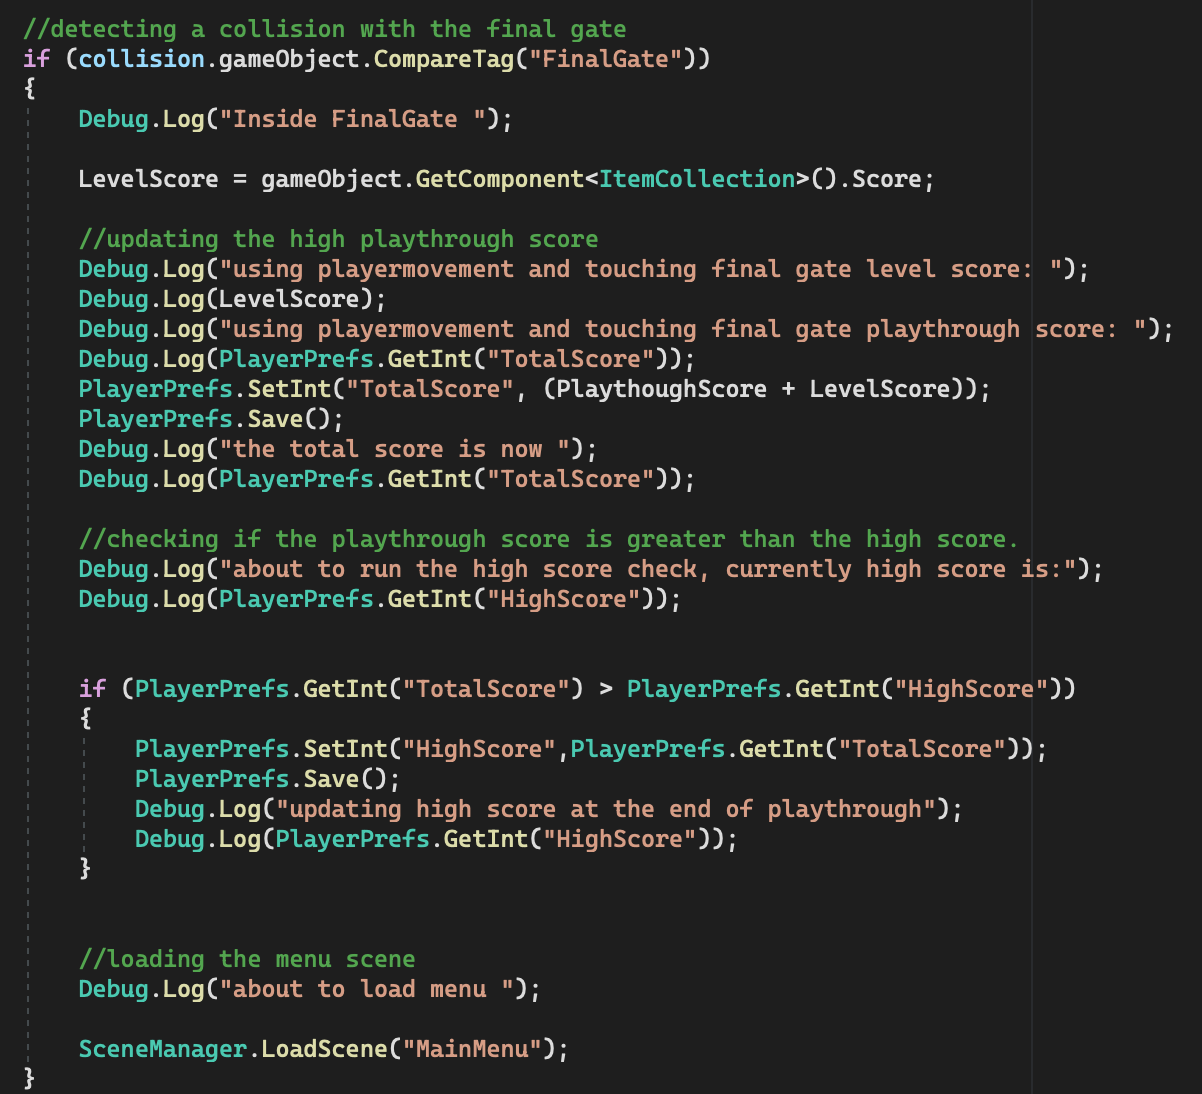 //detecting a collision with the final gate
if (collision.gameObject.CompareTag("FinalGate"))
{
Debug.Log("Inside FinalGate ");
LevelScore = gameObject.GetComponent<ItemCollection>().Score;
//updating the high playthrough score
Debug.Log("using playermovement and touching final gate level score: ");
Debug.Log(LevelScore);
Debug.Log("using playermovement and touching final gate playthrough score: ");
Debug.Log(PlayerPrefs.GetInt("TotalScore"));
PlayerPrefs.SetInt("TotalScore", (PlaythoughScore + LevelScore));
PlayerPrefs.Save();
Debug.Log("the total score is now ");
Debug.Log(PlayerPrefs.GetInt("TotalScore"));
//checking if the playthrough score is greater than the high score.
Debug.Log("about to run the high score check, currently high score is:");
Debug.Log(PlayerPrefs.GetInt("HighScore"));
if (PlayerPrefs.GetInt("TotalScore") > PlayerPrefs.GetInt("HighScore"))
{
PlayerPrefs.SetInt("HighScore",PlayerPrefs.GetInt("TotalScore"));
PlayerPrefs.Save();
Debug.Log("updating high score at the end of playthrough");
Debug.Log(PlayerPrefs.GetInt("HighScore"));
}
//loading the menu scene
Debug.Log("about to load menu ");
SceneManager.LoadScene("MainMenu");
}